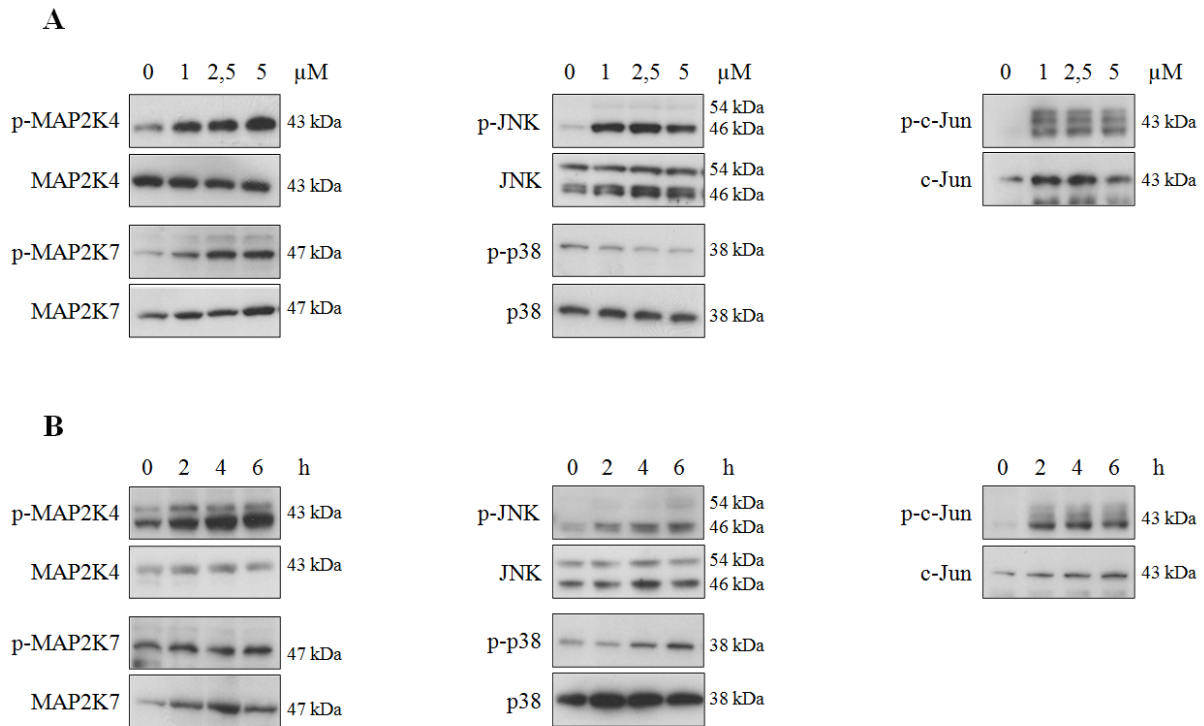 A
0 1 2,5 5 µM
p-MAP2K4 43 kDa
MAP2K4 43 kDa
p-MAP2K7 47 kDa
MAP2K7 47 kDa
0 1 2,5 5 µM
p-JNK 54 kDa
46 kDa
JNK 54 kDa
46 kDa
p-p38 38 kDa
p38 38 kDa
0 1 2,5 5 µM
p-c-Jun 43 kDa
c-Jun 43 kDa
B
0 2 4 6 h
p-MAP2K4 43 kDa
MAP2K4 43 kDa
p-MAP2K7 47 kDa
MAP2K7 47 kDa
0 2 4 6 h
p-JNK 54 kDa
46 kDa
JNK 54 kDa
46 kDa
p-p38 38 kDa
p38 38 kDa
0 2 4 6 h
p-c-Jun 43 kDa
c-Jun 43 kDa